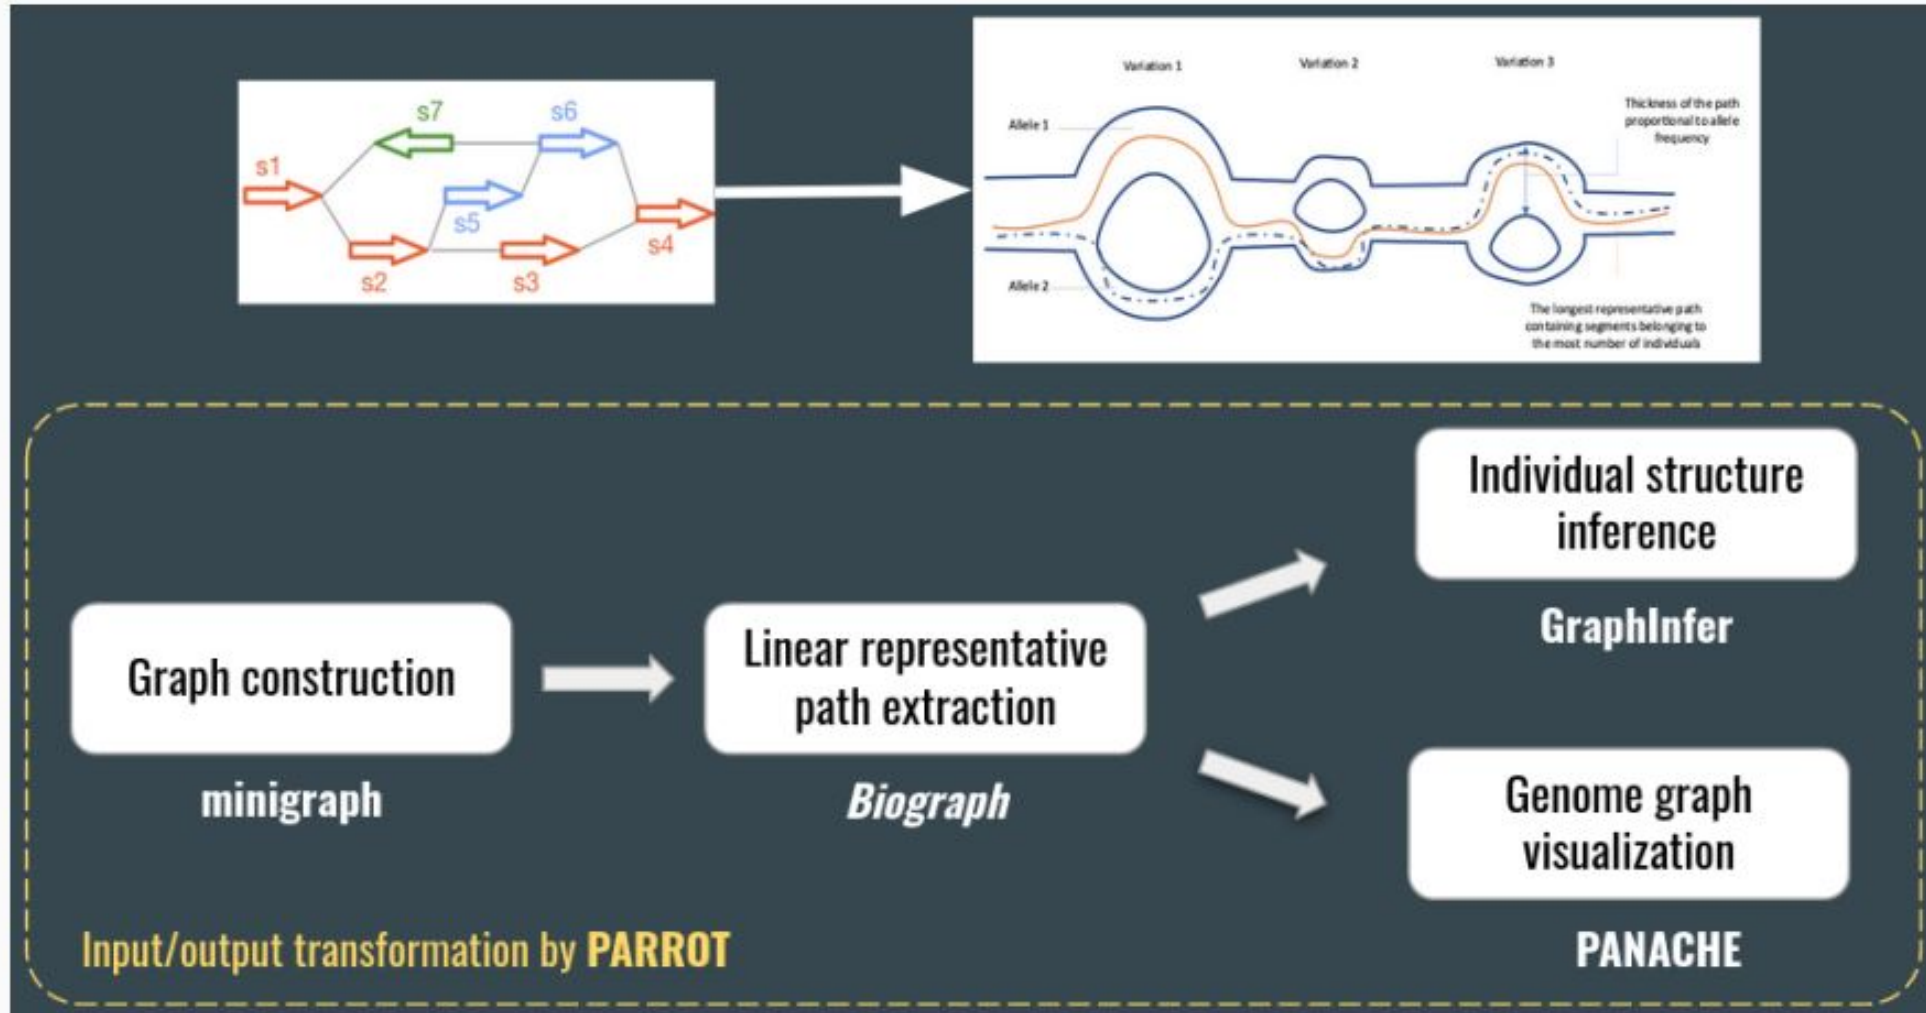 s7
s6
s1
s5
s4
s2
s3
Variation 1
Variation 2
Variation 3
Allele 1
Thickness of the path
proportional to allele
frequency
Allele 2
The longest representative path
containing segments belonging to
the most number of individuals
Individual structure
inference
GraphInfer
Graph construction
minigraph
Linear representative
path extraction
Biograph
Genome graph
visualization
PANACHE
Input/output transformation by PARROT